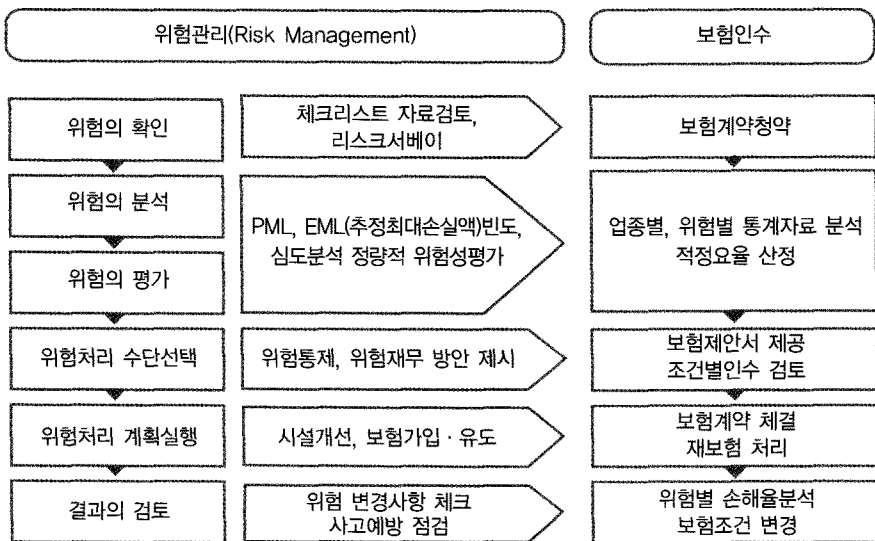 위험관리(Risk Management)
보험인수
위험의 확인
체크리스트 자료검토,
리스크서베이
보험계약청약
위험의 분석
위험의 평가
PML, EML(추정최대손실액)빈도,
심도분석 정량적 위험성평가
업종별, 위험별 통계자료 분석
적정요율 산정
위험처리 수단선택
위험통제, 위험재무 방안 제시
보험제안서 제공
조건별인수 검토
위험처리 계획실행
시설개선, 보험가입 · 유도
보험계약 체결
재보험 처리
결과의 검토
위험 변경사항 체크
사고예방 점검
위험별 손해율분석
보험조건 변경